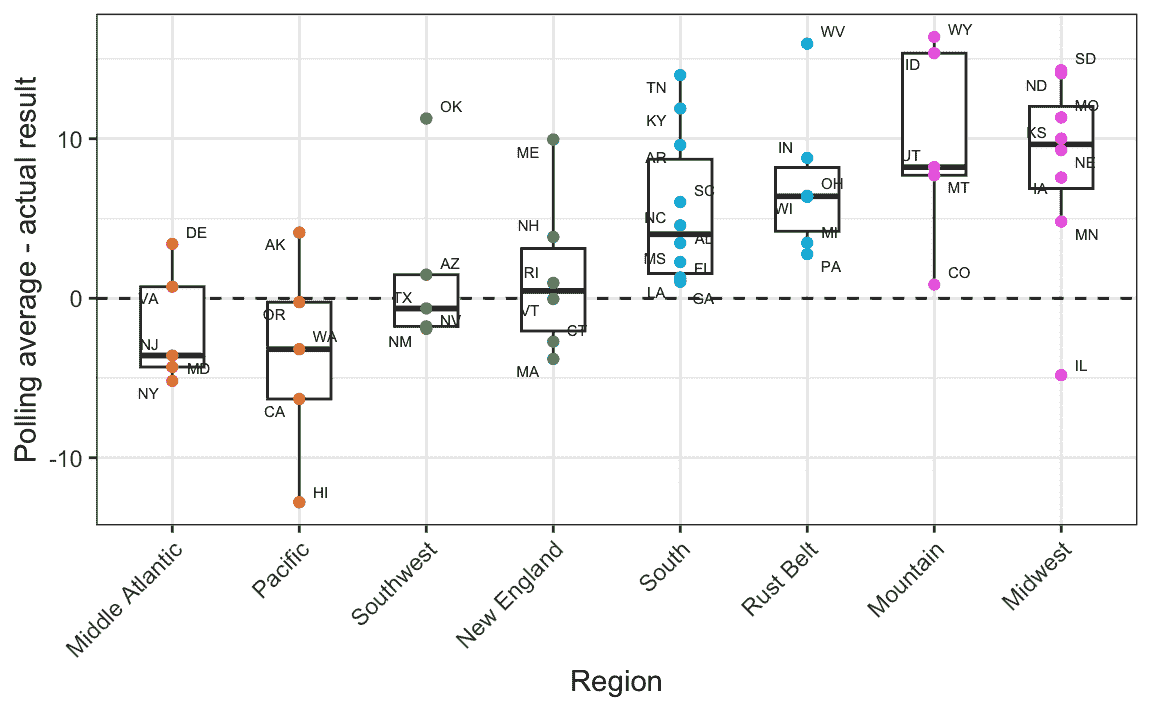 Polling average - actual result
10
0
-10
DE
VA
NJ
MD
NY
AK
OR
WA
CA
HI
OK
AZ
TX
NV
NM
ME
NH
RI
VT
CT
MA
TN
KY
AR
SC
NC
AL
MS
FL
LA
GA
WV
IN
OH
WI
MI
PA
WY
ID
UT
MT
CO
SD
ND
MO
KS
NE
IA
MN
IL
Middle Atlantic
Pacific
Southwest
New England
South
Rust Belt
Mountain
Midwest
Region